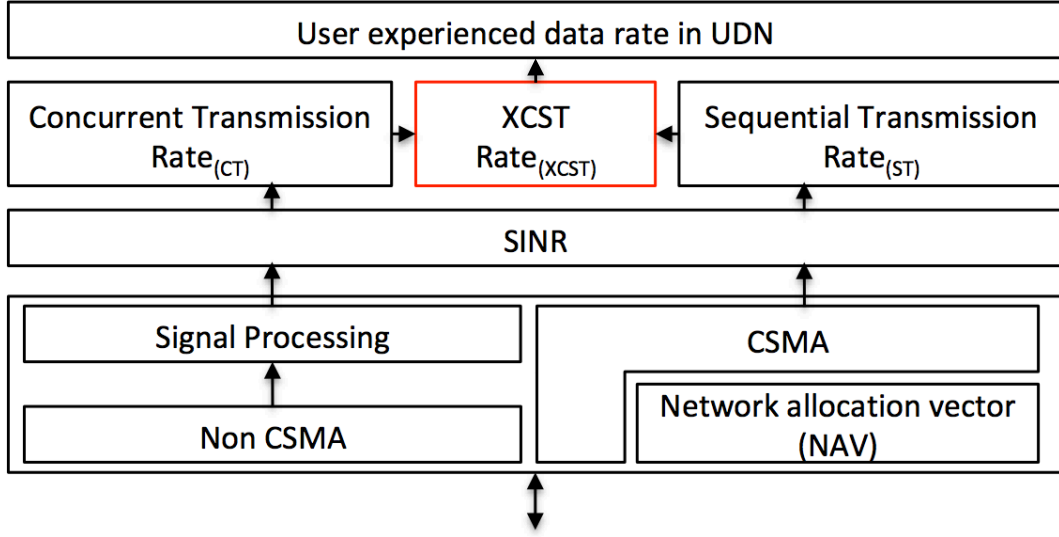 User experienced data rate in UDN
Concurrent Transmission
Rate(CT)
XCST
Rate(XCST)
Sequential Transmission
Rate(ST)
SINR
Signal Processing
Non CSMA
CSMA
Network allocation vector
(NAV)